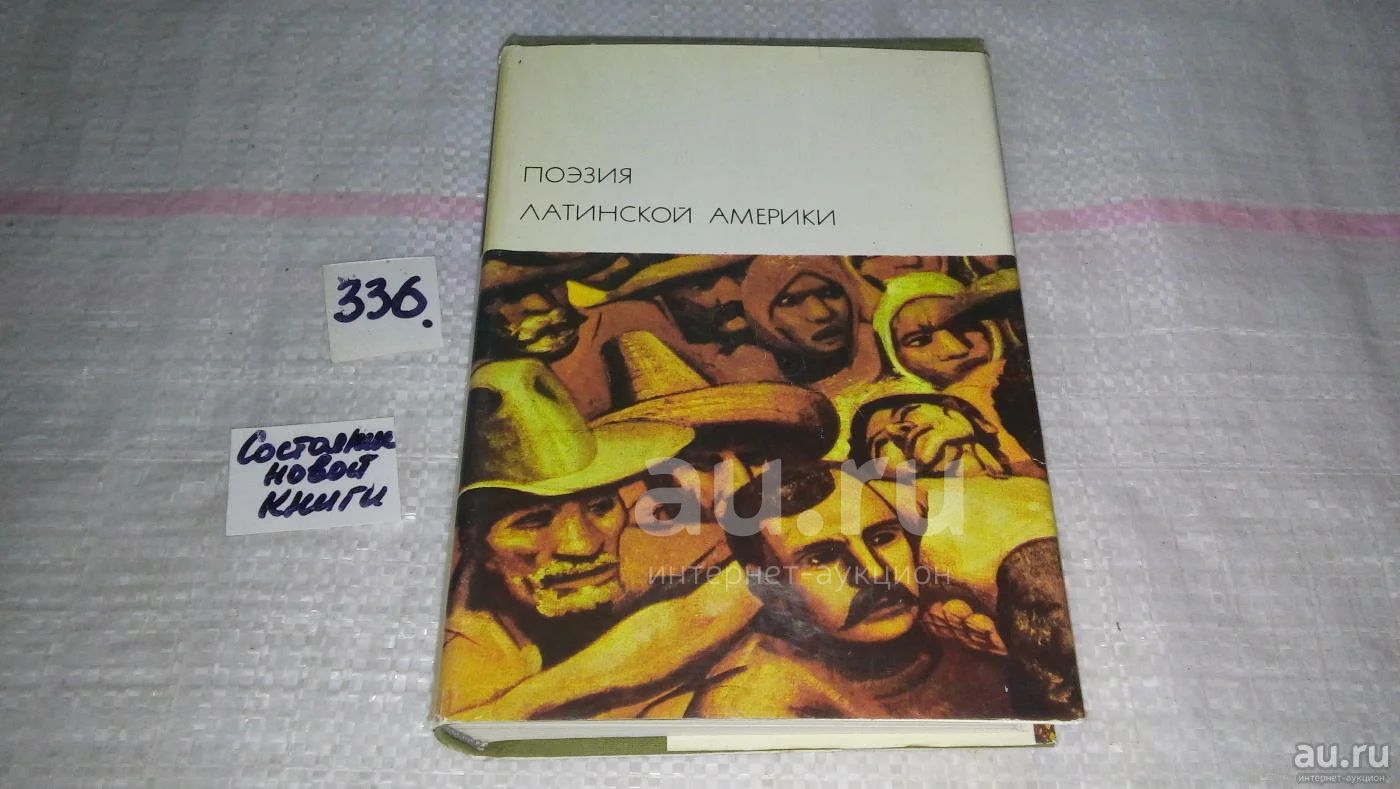 ПОЭЗИЯ
ЛАТИНСКОЙ АМЕРИКИ
336.
Состояние
новой
книги
au.ru
интернет-аукцион
au.ru
интернет-аукцион